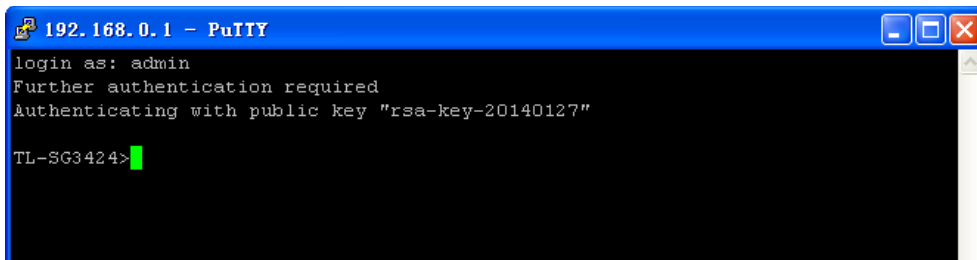 192.168.0.1 - PuTTY
login as: admin
Further authentication required
Authenticating with public key "rsa-key-20140127"
TL-SG3424>